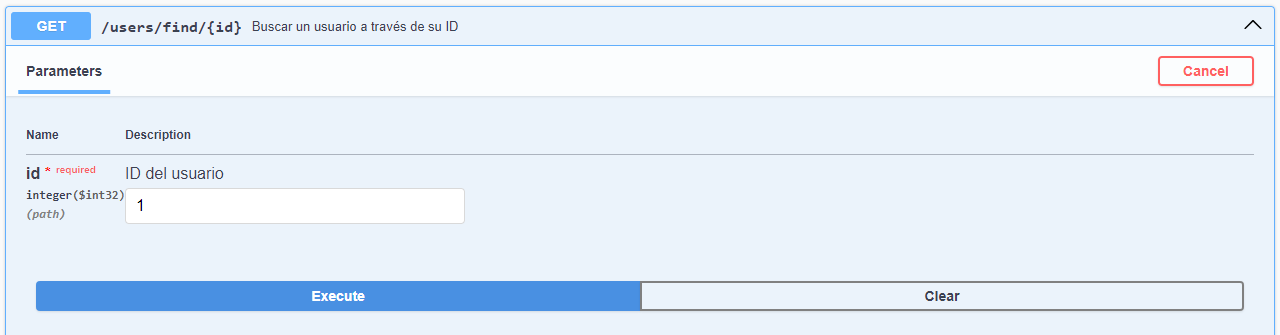 GET /users/find/{id} Buscar un usuario a través de su ID
Parameters Cancel
Name Description
id * required ID del usuario
integer($int32) 1
(path)
Execute Clear